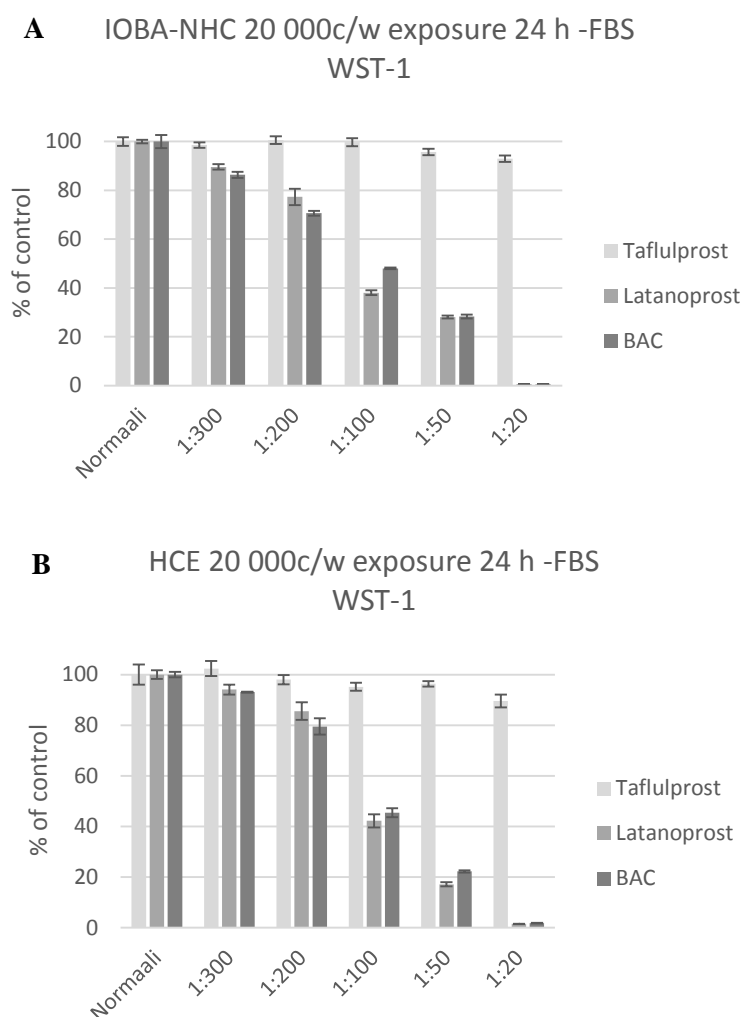 A
IOBA-NHC 20 000c/w exposure 24 h -FBS
WST-1
% of control
100
80
60
40
20
0
Normaali
1:300
1:200
1:100
1:50
1:20
Taflulprost
Latanoprost
BAC
B
HCE 20 000c/w exposure 24 h -FBS
WST-1
% of control
100
80
60
40
20
0
Normaali
1:300
1:200
1:100
1:50
1:20
Taflulprost
Latanoprost
BAC